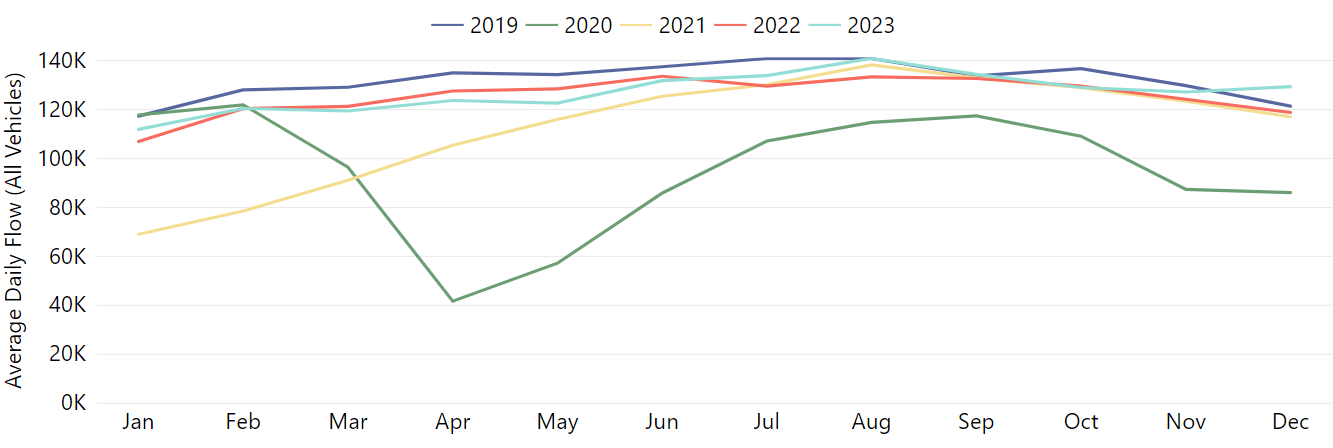 2019 2020 2021 2022 2023
Average Daily Flow (All Vehicles)
140K
120K
100K
80K
60K
40K
20K
0K
Jan Feb Mar Apr May Jun Jul Aug Sep Oct Nov Dec